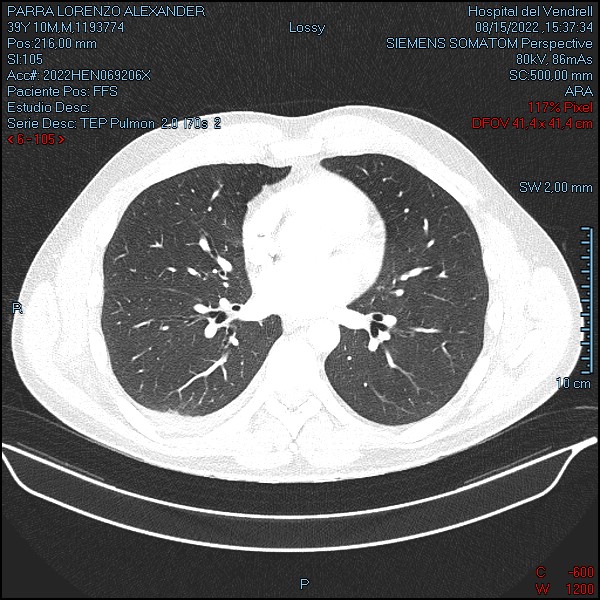 PARRA LORENZO ALEXANDER
39Y 10M,M,1193774
Pos:216.00 mm
SI:105
Acc#: 2022HEN069206X
Paciente Pos: FFS
Estudio Desc:
Serie Desc: TEP Pulmon 2.0 I70s 2
< 6 - 105 >
Lossy
Hospital del Vendrell
08/15/2022 ,15:37:34
SIEMENS SOMATOM Perspective
80kV, 86mAs
SC:500.00 mm
ARA
117% Pixel
DFOV 41.4 x 41.4 cm
SW 2.00 mm
R
10 cm
P
C -600
W 1200